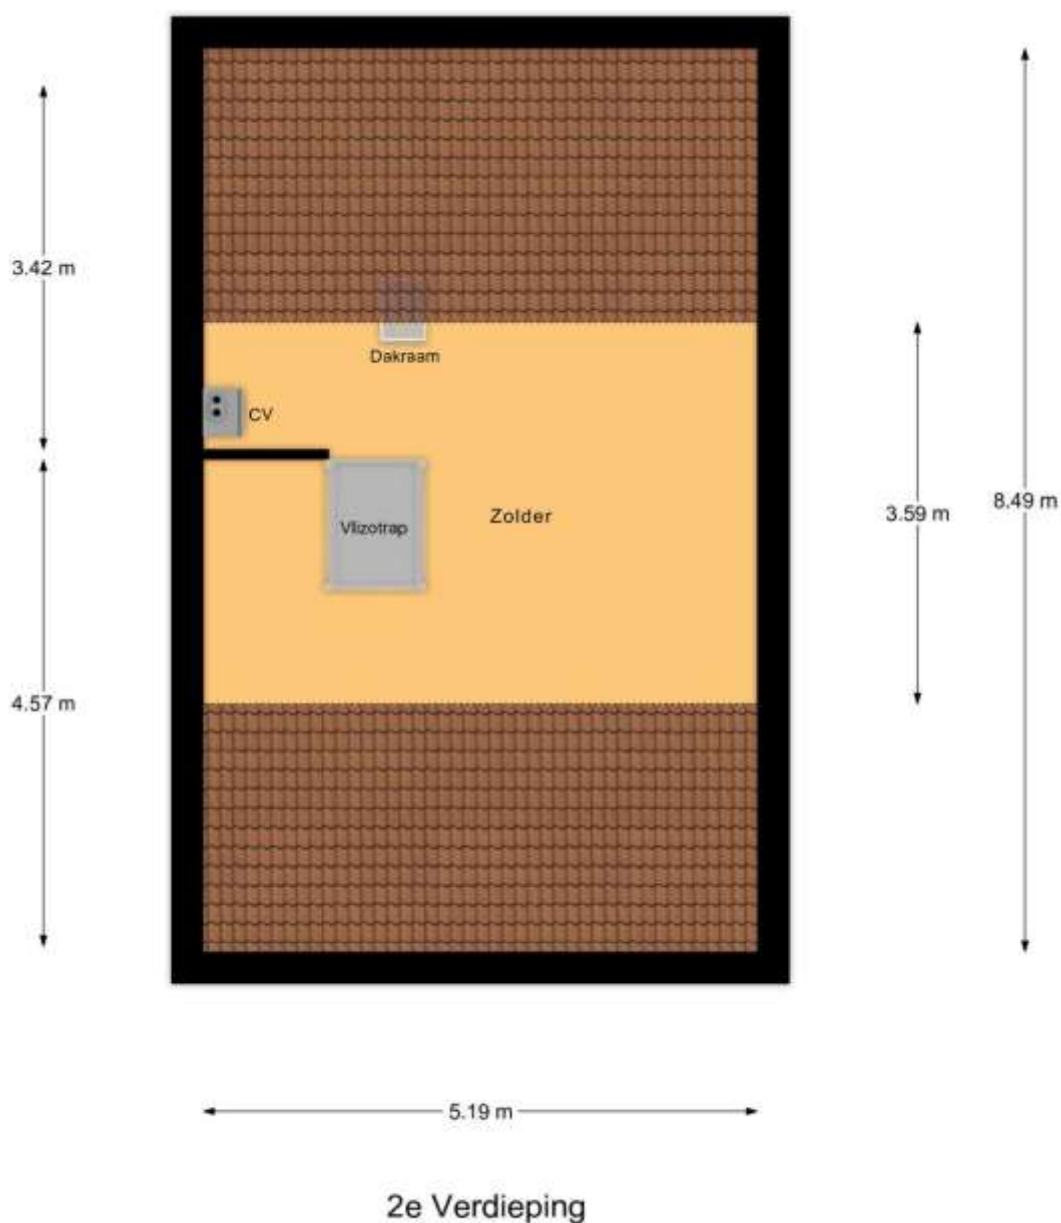 3.42 m
Dakraam
CV
8.49 m
3.59 m
Zolder
Vlizotrap
4.57 m
5.19 m
2e Verdieping